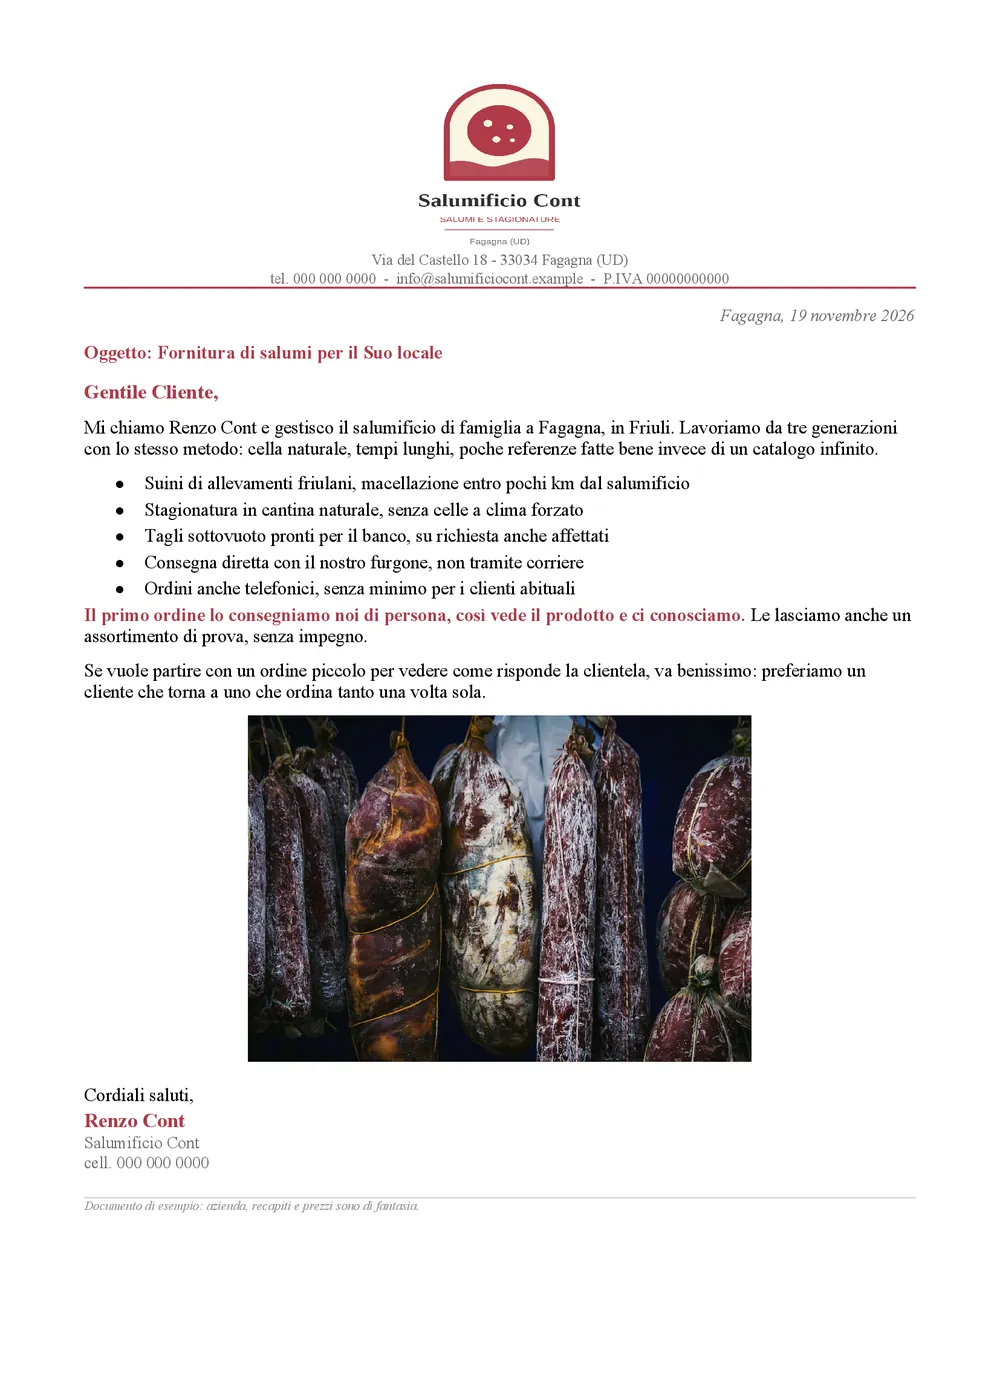 Salumificio Cont
SALUMI E STAGIONATURE
Fagagna (UD)
Via del Castello 18 - 33034 Fagagna (UD)
tel. 000 000 0000 - info@salumificiocont.example - P.IVA 00000000000
Fagagna, 19 novembre 2026
Oggetto: Fornitura di salumi per il Suo locale
Gentile Cliente,
Mi chiamo Renzo Cont e gestisco il salumificio di famiglia a Fagagna, in Friuli. Lavoriamo da tre generazioni
con lo stesso metodo: cella naturale, tempi lunghi, poche referenze fatte bene invece di un catalogo infinito.
● Suini di allevamenti friulani, macellazione entro pochi km dal salumificio
● Stagionatura in cantina naturale, senza celle a clima forzato
● Tagli sottovuoto pronti per il banco, su richiesta anche affettati
● Consegna diretta con il nostro furgone, non tramite corriere
● Ordini anche telefonici, senza minimo per i clienti abituali
Il primo ordine lo consegniamo noi di persona, così vede il prodotto e ci conosciamo. Le lasciamo anche un
assortimento di prova, senza impegno.
Se vuole partire con un ordine piccolo per vedere come risponde la clientela, va benissimo: preferiamo un
cliente che torna a uno che ordina tanto una volta sola.
Cordiali saluti,
Renzo Cont
Salumificio Cont
cell. 000 000 0000
Documento di esempio: azienda, recapiti e prezzi sono di fantasia.